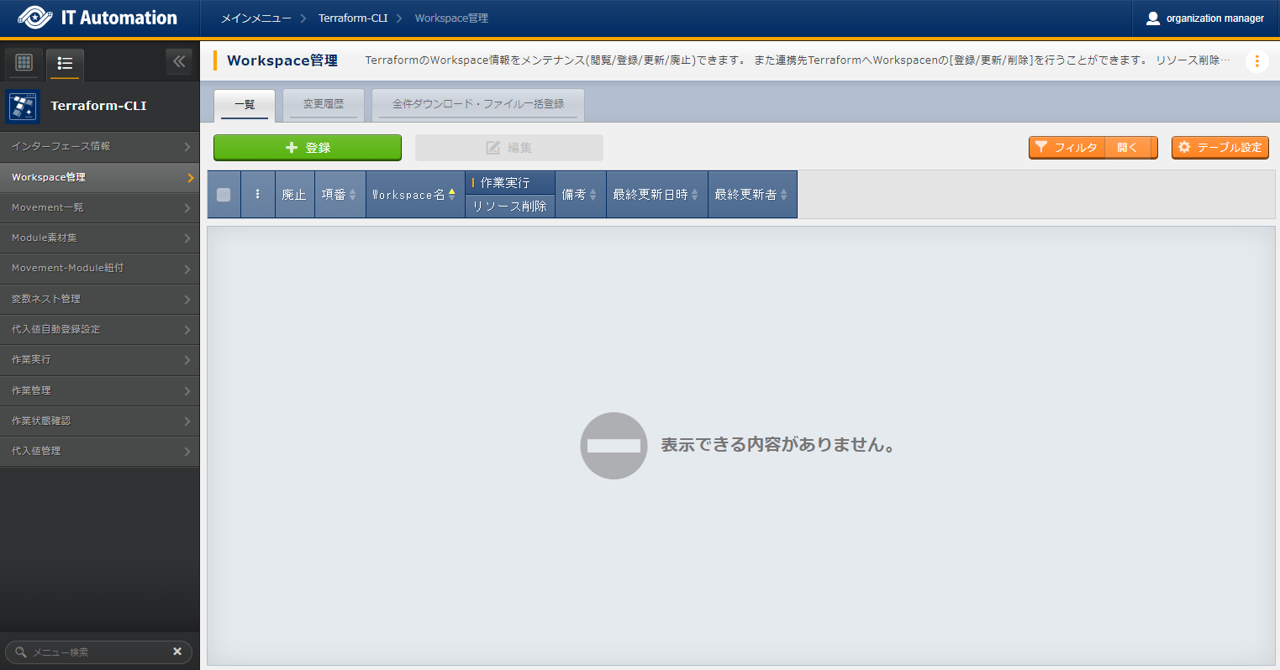 IT Automation
メインメニュー
Terraform-CLI
Workspace管理
organization manager
Terraform-CLI
インターフェース情報
Workspace管理
Movement一覧
Module素材集
Movement-Module紐付
変数ネスト管理
代入値自動登録設定
作業実行
作業管理
作業状態確認
代入値管理
メニュー検索
Workspace管理
TerraformのWorkspace情報をメンテナンス(閲覧/登録/更新/廃止)できます。 また連携先TerraformへWorkspacenの[登録/更新/削除]を行うことができます。 リソース削除…
一覧
変更履歴
全件ダウンロード・ファイル一括登録
登録
編集
フィルタ
開く
テーブル設定
廃止
項番
Workspace名
作業実行
リソース削除
備考
最終更新日時
最終更新者
表示できる内容がありません。